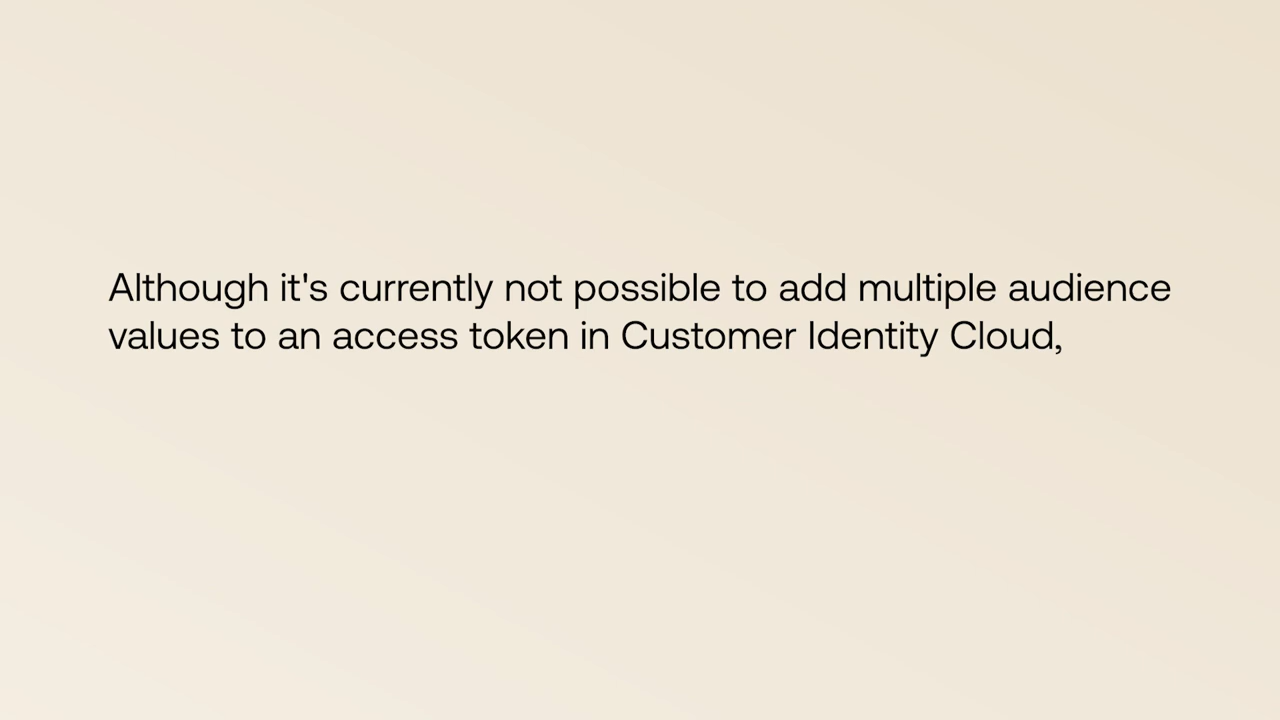 Although it's currently not possible to add multiple audience
values to an access token in Customer Identity Cloud,